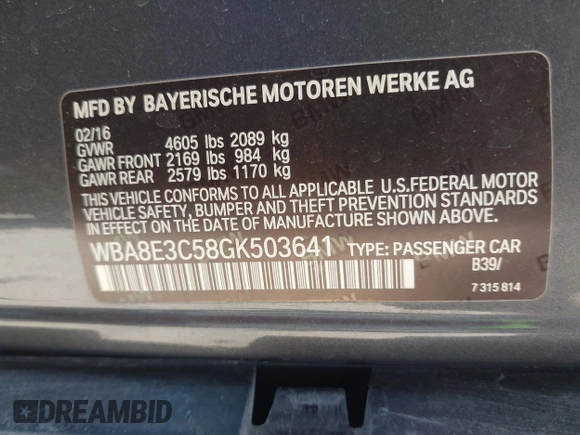 MFD BY BAYERISCHE MOTOREN WERKE AG
02/16
GVWR 4605 lbs 2089 kg
GAWR FRONT 2169 lbs 984 kg
GAWR REAR 2579 lbs 1170 kg
THIS VEHICLE CONFORMS TO ALL APPLICABLE U.S.FEDERAL MOTOR
VEHICLE SAFETY, BUMPER AND THEFT PREVENTION STANDARDS
IN EFFECT ON THE DATE OF MANUFACTURE SHOWN ABOVE.
WBA8E3C58GK503641 TYPE: PASSENGER CAR
B39/
7 315 814
DREAMBID